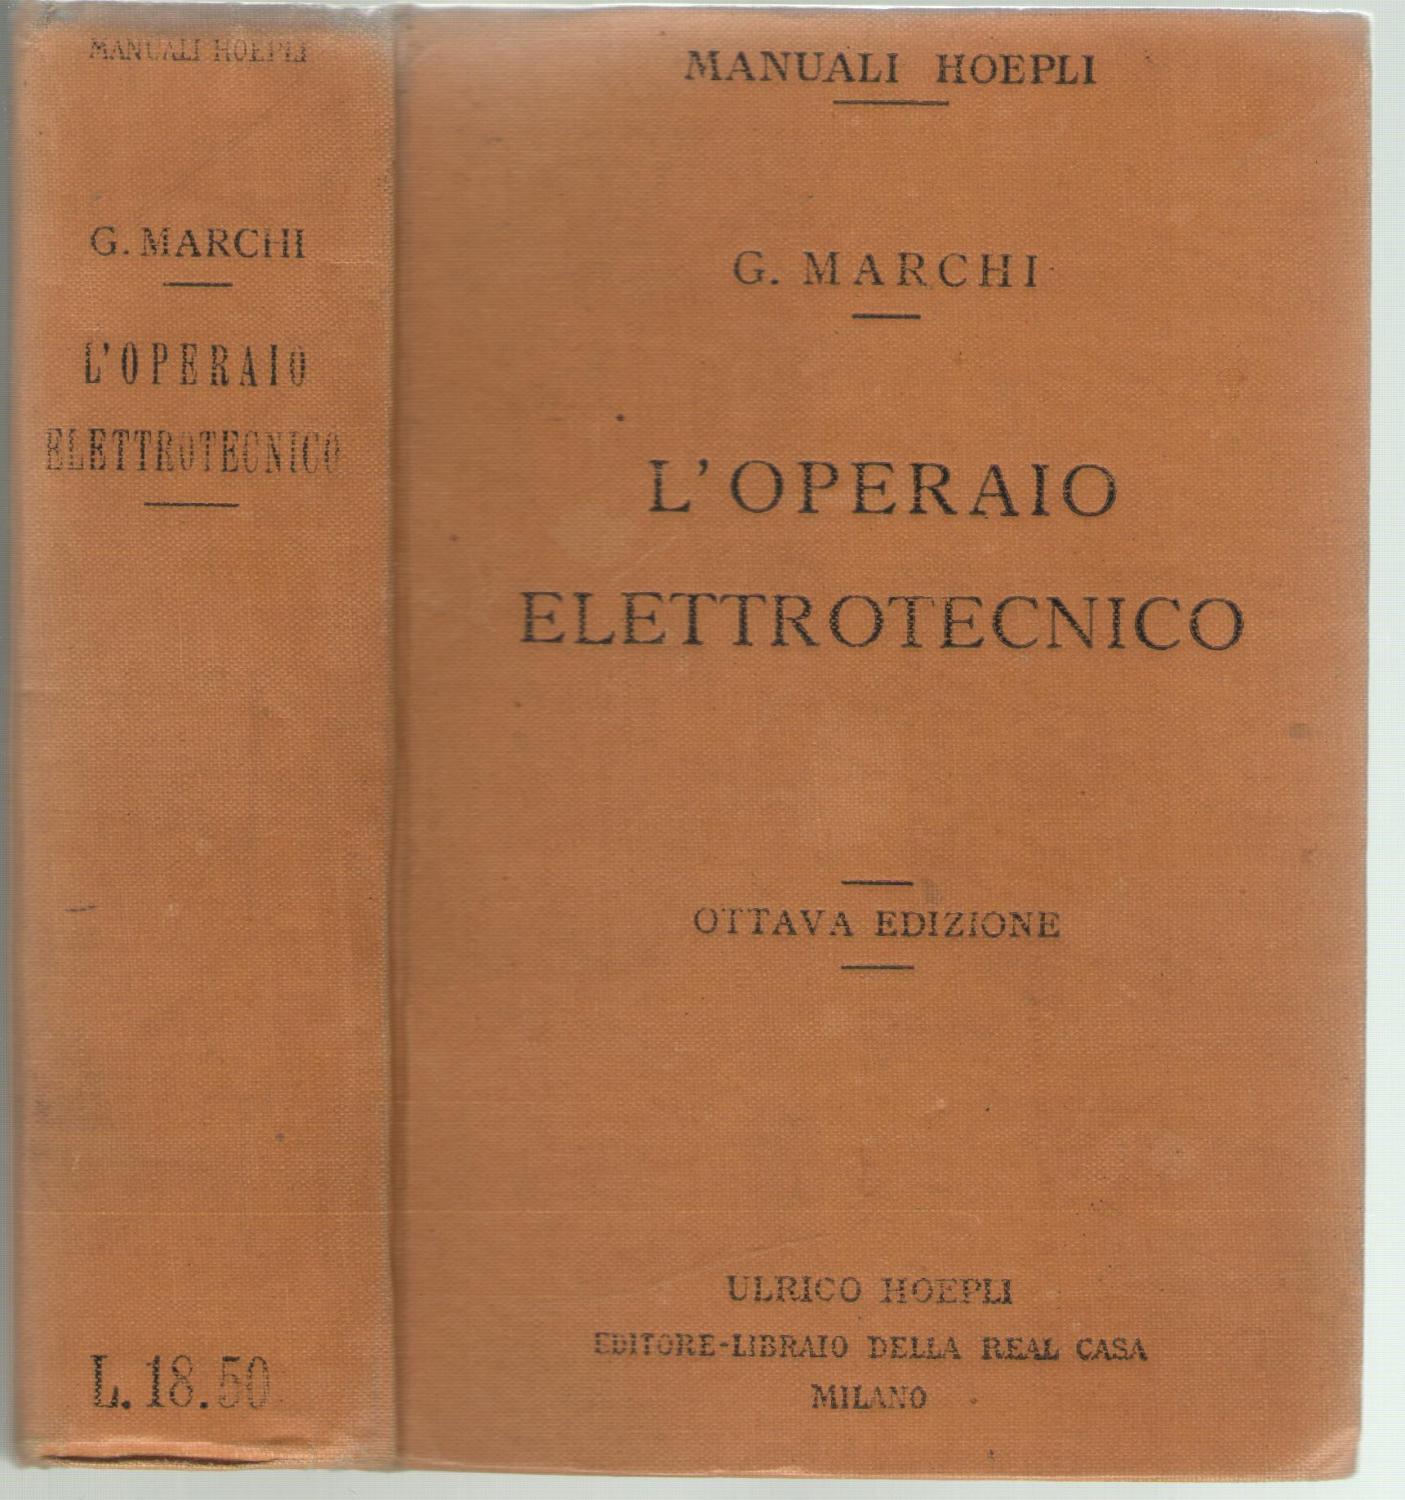 MANUALI HOEPLI
G. MARCHI
L'OPERAIO
ELETTROTECNICO
L. 18.50
MANUALI HOEPLI
G. MARCHI
L'OPERAIO
ELETTROTECNICO
OTTAVA EDIZIONE
ULRICO HOEPLI
EDITORE-LIBRAIO DELLA REAL CASA
MILANO